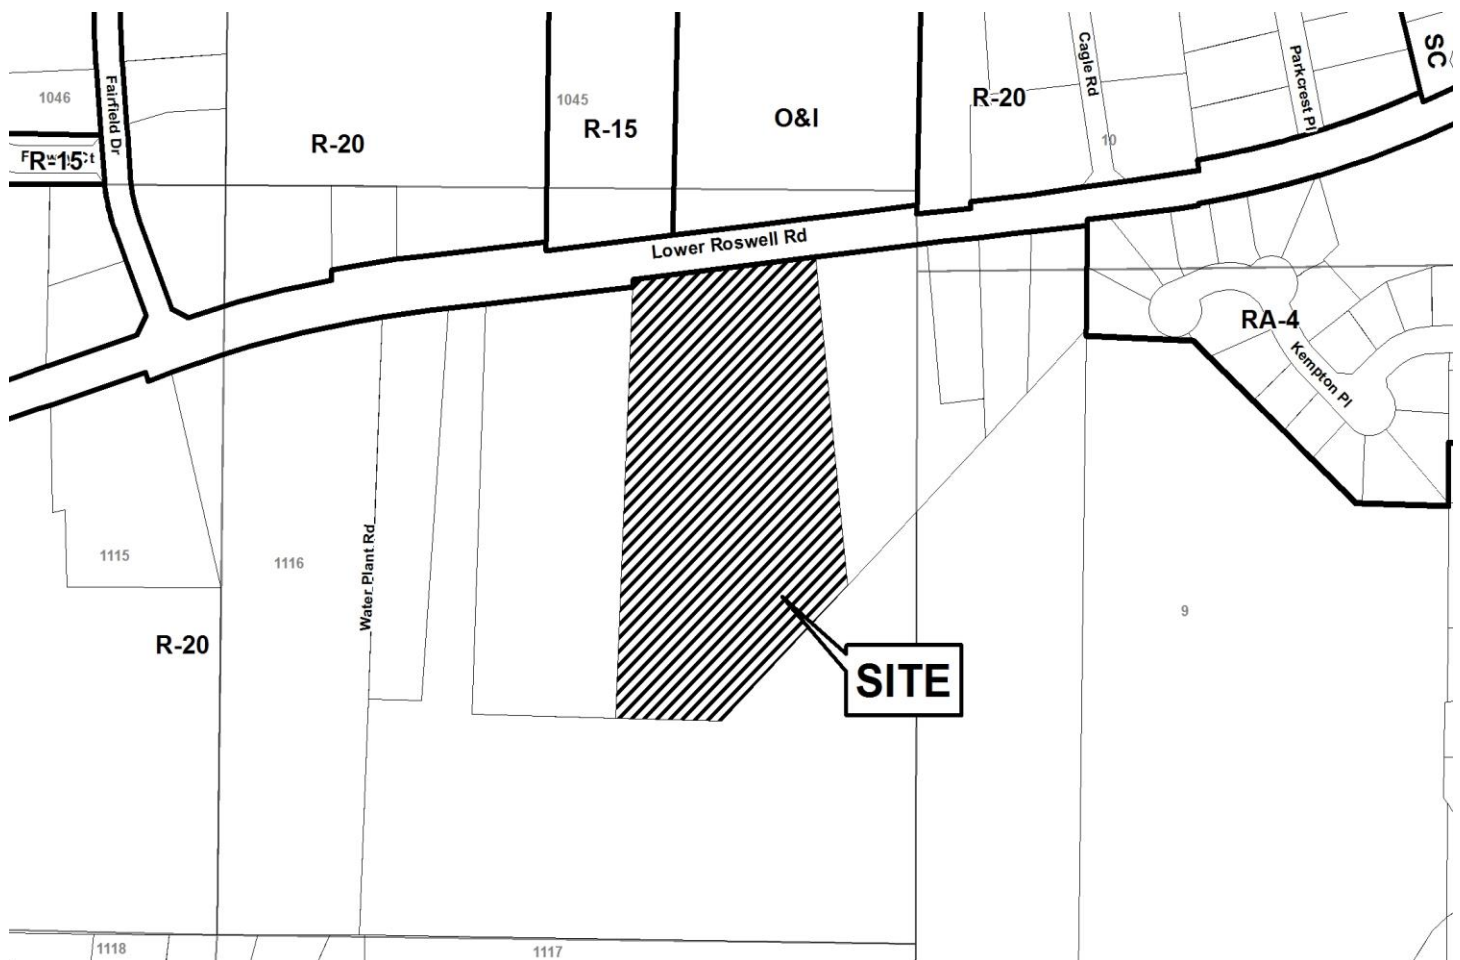 SC
Cagle Rd
Parkcrest Pl
Fairfield Dr
1046
1045
R-20
O&I
R-15
R-20
10
R-15
Ct
Lower Roswell Rd
RA-4
Kempton Pl
Water Plant Rd
1115
1116
9
R-20
SITE
1118
1117